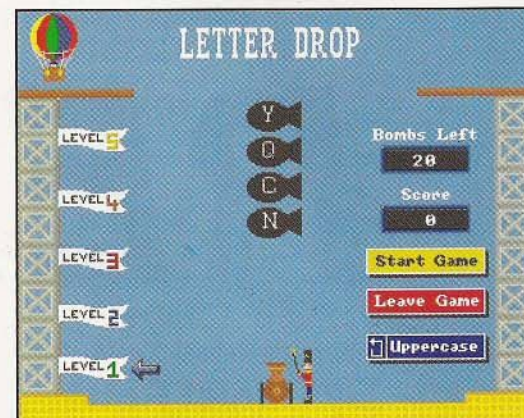 LETTER DROP
Y
Q
C
N
LEVEL 5
LEVEL 4
LEVEL 3
LEVEL 2
LEVEL 1
Bombs Left
20
Score
0
Start Game
Leave Game
Uppercase